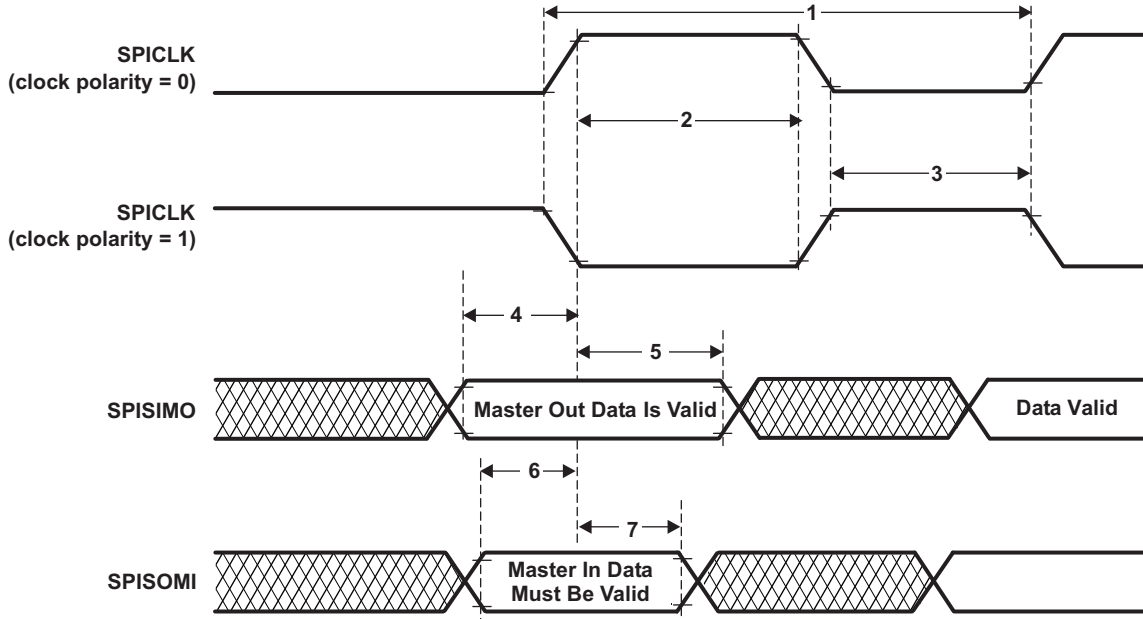 1
SPICLK
(clock polarity = 0)
2
3
SPICLK
(clock polarity = 1)
4
5
SPISIMO
Master Out Data Is Valid
Data Valid
6
7
SPISOMI
Master In Data
Must Be Valid